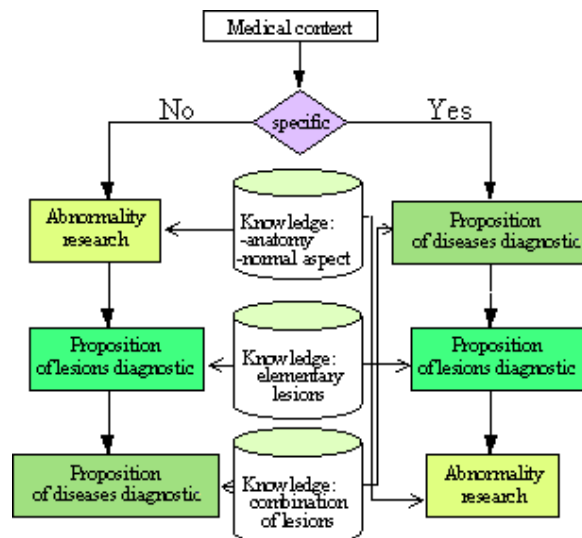 Medical context
specific
No
Yes
Abnormality
research
Knowledge:
-anatomy
-normal aspect
Proposition
of diseases diagnostic
Proposition
of lesions diagnostic
Knowledge:
elementary
lesions
Proposition
of lesions diagnostic
Proposition
of diseases diagnostic
Knowledge:
combination
of lesions
Abnormality
research